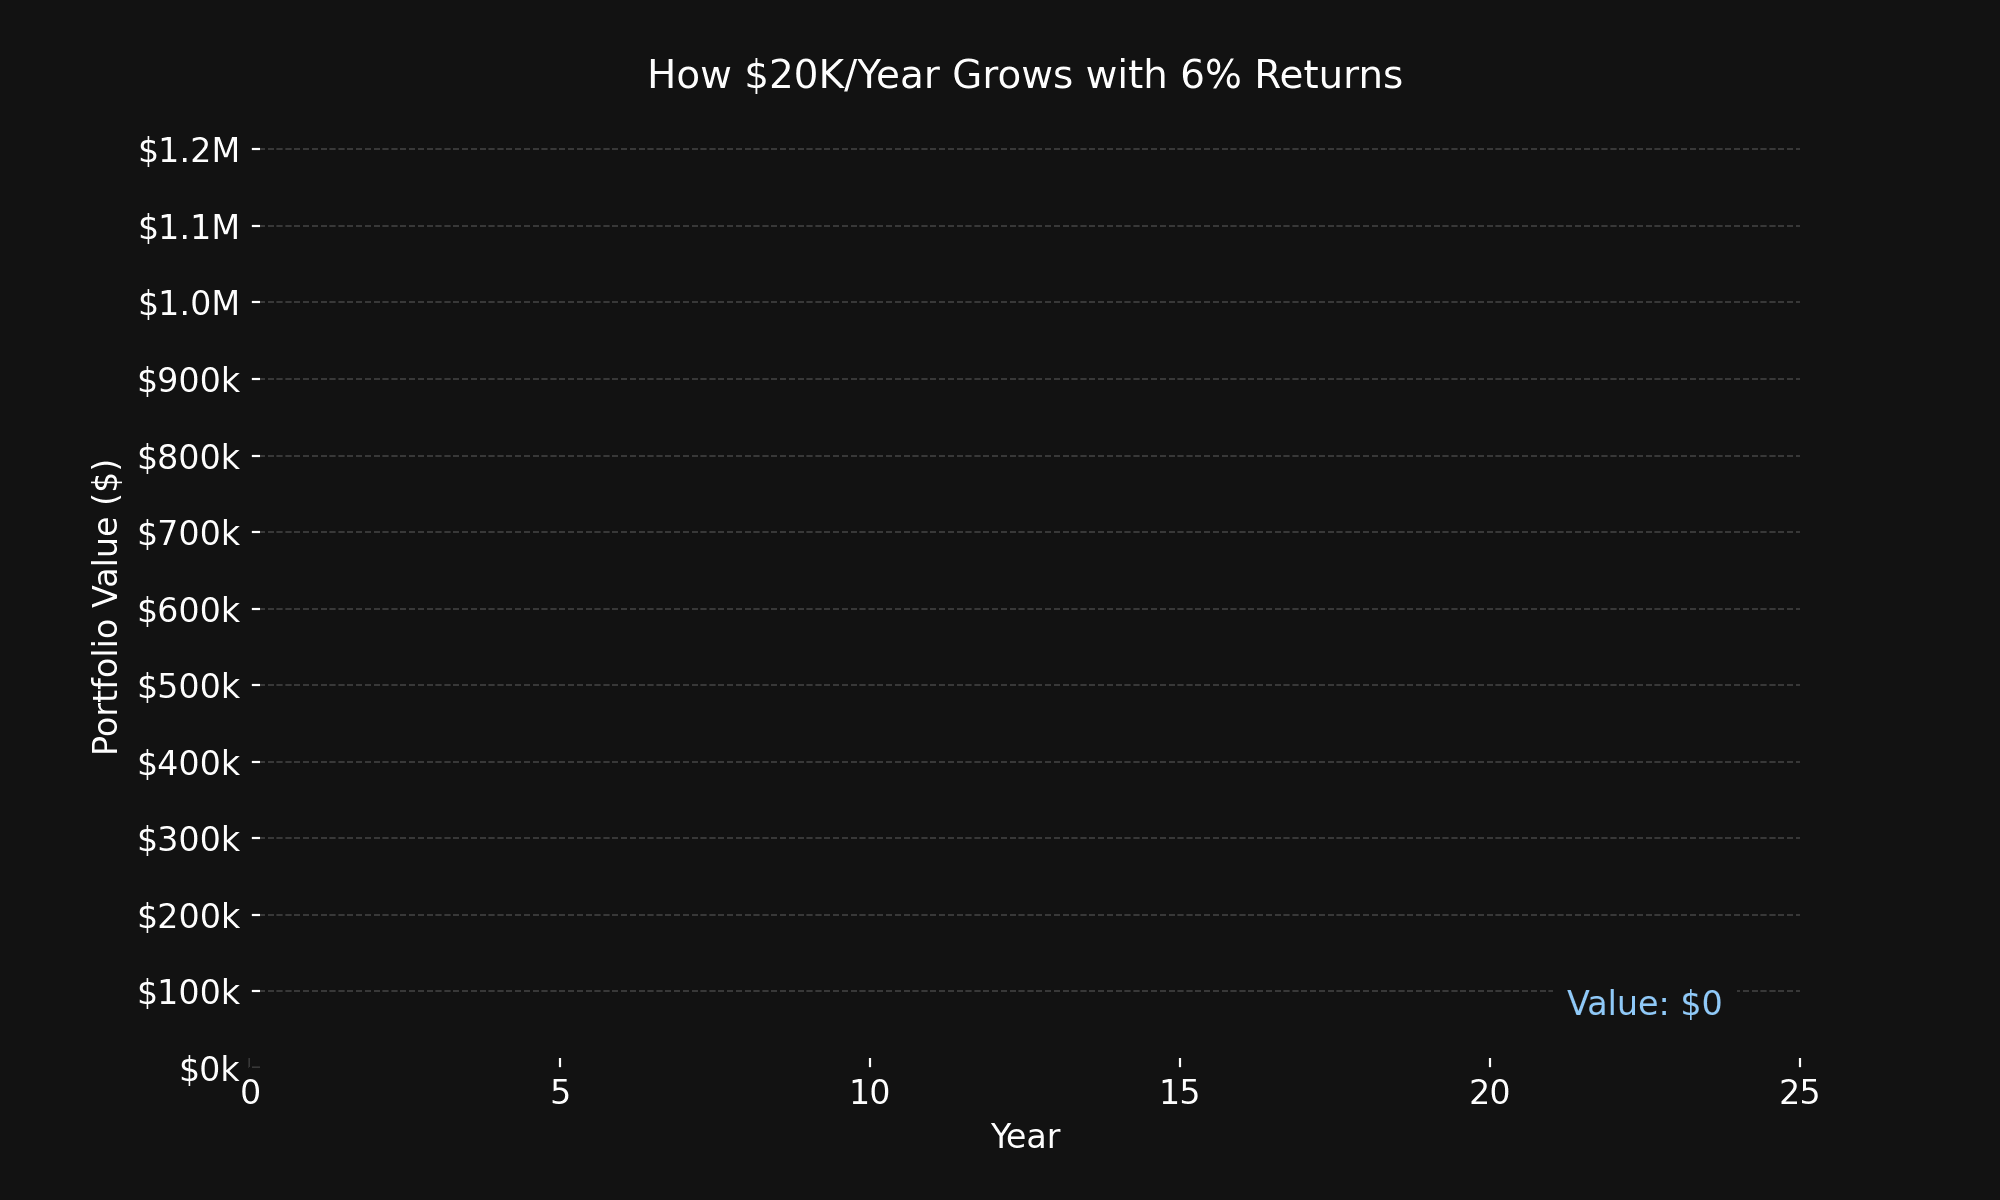 How $20K/Year Grows with 6% Returns
$1.2M
$1.1M
$1.0M
$900k
$800k
$700k
$600k
$500k
$400k
$300k
$200k
$100k
$0k
Portfolio Value ($)
Value: $0
0 5 10 15 20 25
Year